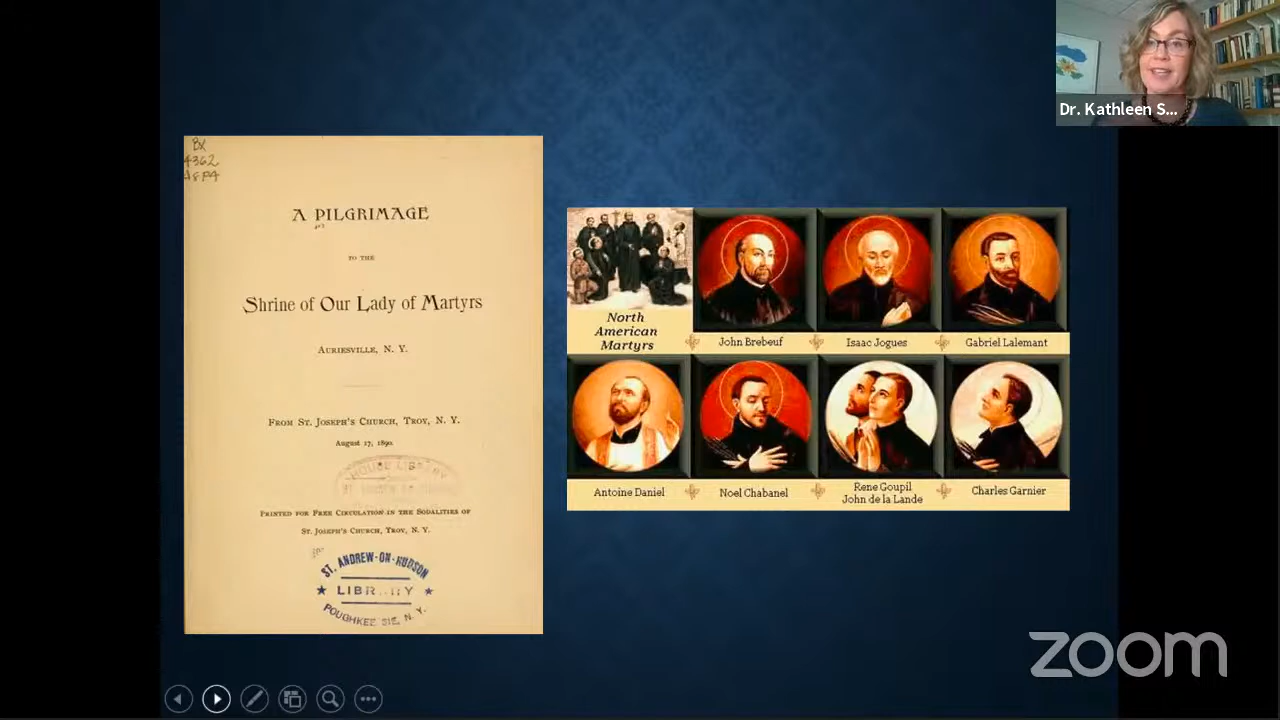 Dr. Kathleen S...
BX
4362
A8P4
A PILGRIMAGE
TO THE
Shrine of Our Lady of Martyrs
AURIESVILLE, N. Y.
FROM ST. JOSEPH'S CHURCH, TROY, N. Y.
August 17, 1890.
HOUSE LIBRARY
PRINTED FOR FREE CIRCULATION IN THE SODALITIES OF
ST. JOSEPH'S CHURCH, TROY, N. Y.
ST. ANDREW-ON-HUDSON
LIBRARY
POUGHKEEPSIE, N. Y.
North
American
Martyrs
John Brebeuf
Isaac Jogues
Gabriel Lalemant
Antoine Daniel
Noel Chabanel
Rene Goupil
John de la Lande
Charles Garnier
zoom